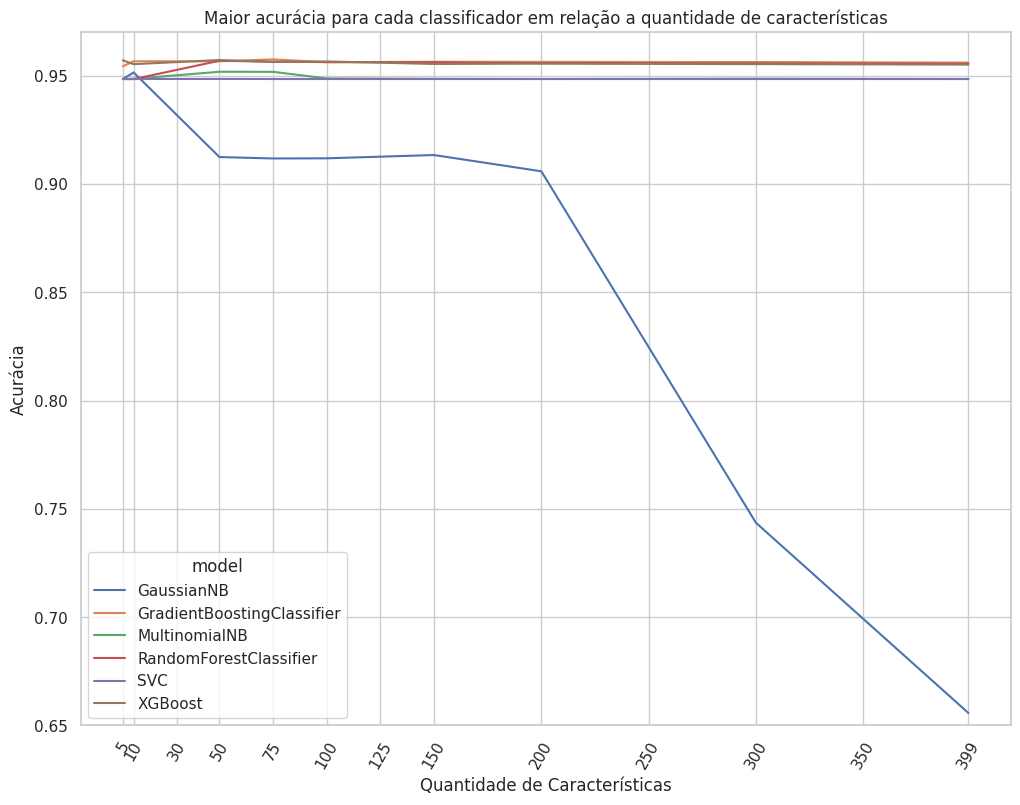 Maior acurácia para cada classificador em relação a quantidade de características
0.95
0.90
0.85
0.80
0.75
0.70
0.65
Acurácia
model
GaussianNB
GradientBoostingClassifier
MultinomialNB
RandomForestClassifier
SVC
XGBoost
5 10 30 50 75 100 125 150 200 250 300 350 399
Quantidade de Características